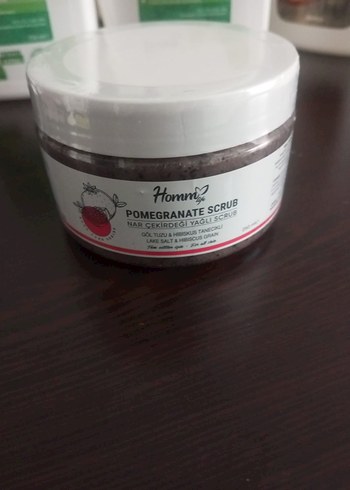 Homm
POMEGRANATE SCRUB
NAR ÇEKİRDEĞİ YAĞLI SCRUB
GÖL TUZU & HİBİSKUS TANECİKLİ
LAKE SALT & HIBISCUS GRAIN